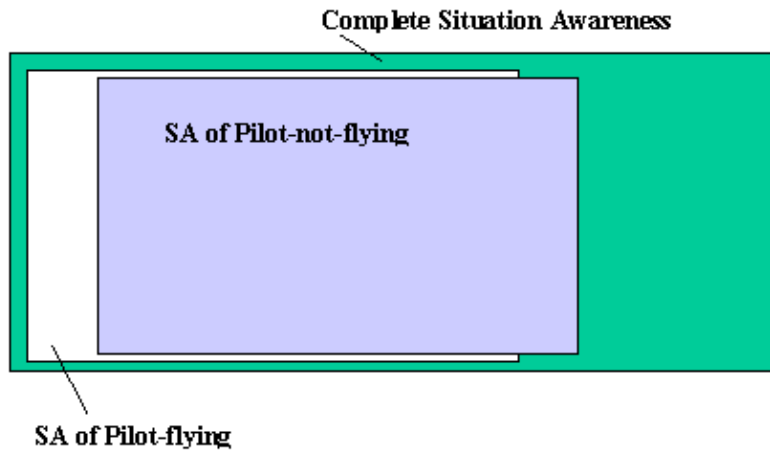 Complete Situation Awareness
SA of Pilot-not-flying
SA of Pilot-flying